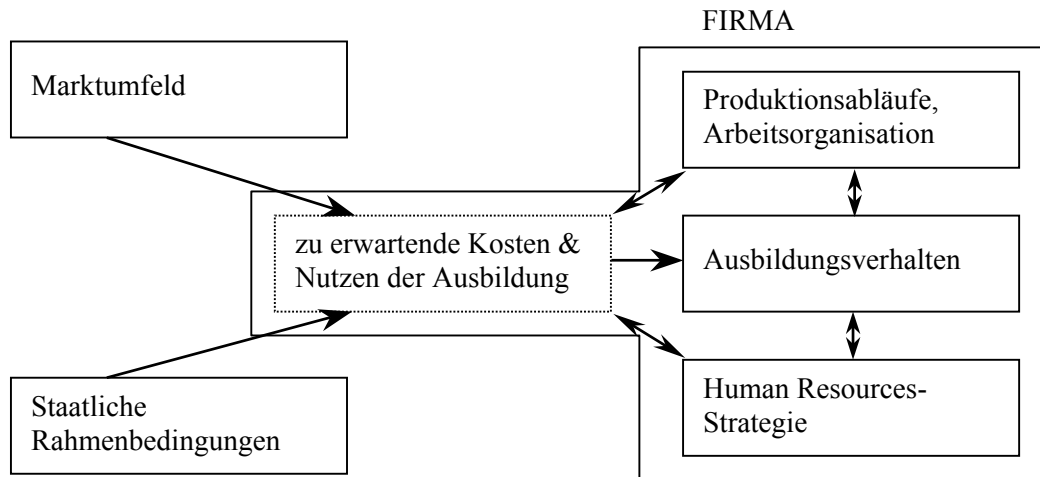 FIRMA
Marktumfeld
Produktionsabläufe,
Arbeitsorganisation
zu erwartende Kosten &
Nutzen der Ausbildung
Ausbildungsverhalten
Staatliche
Rahmenbedingungen
Human Resources-
Strategie